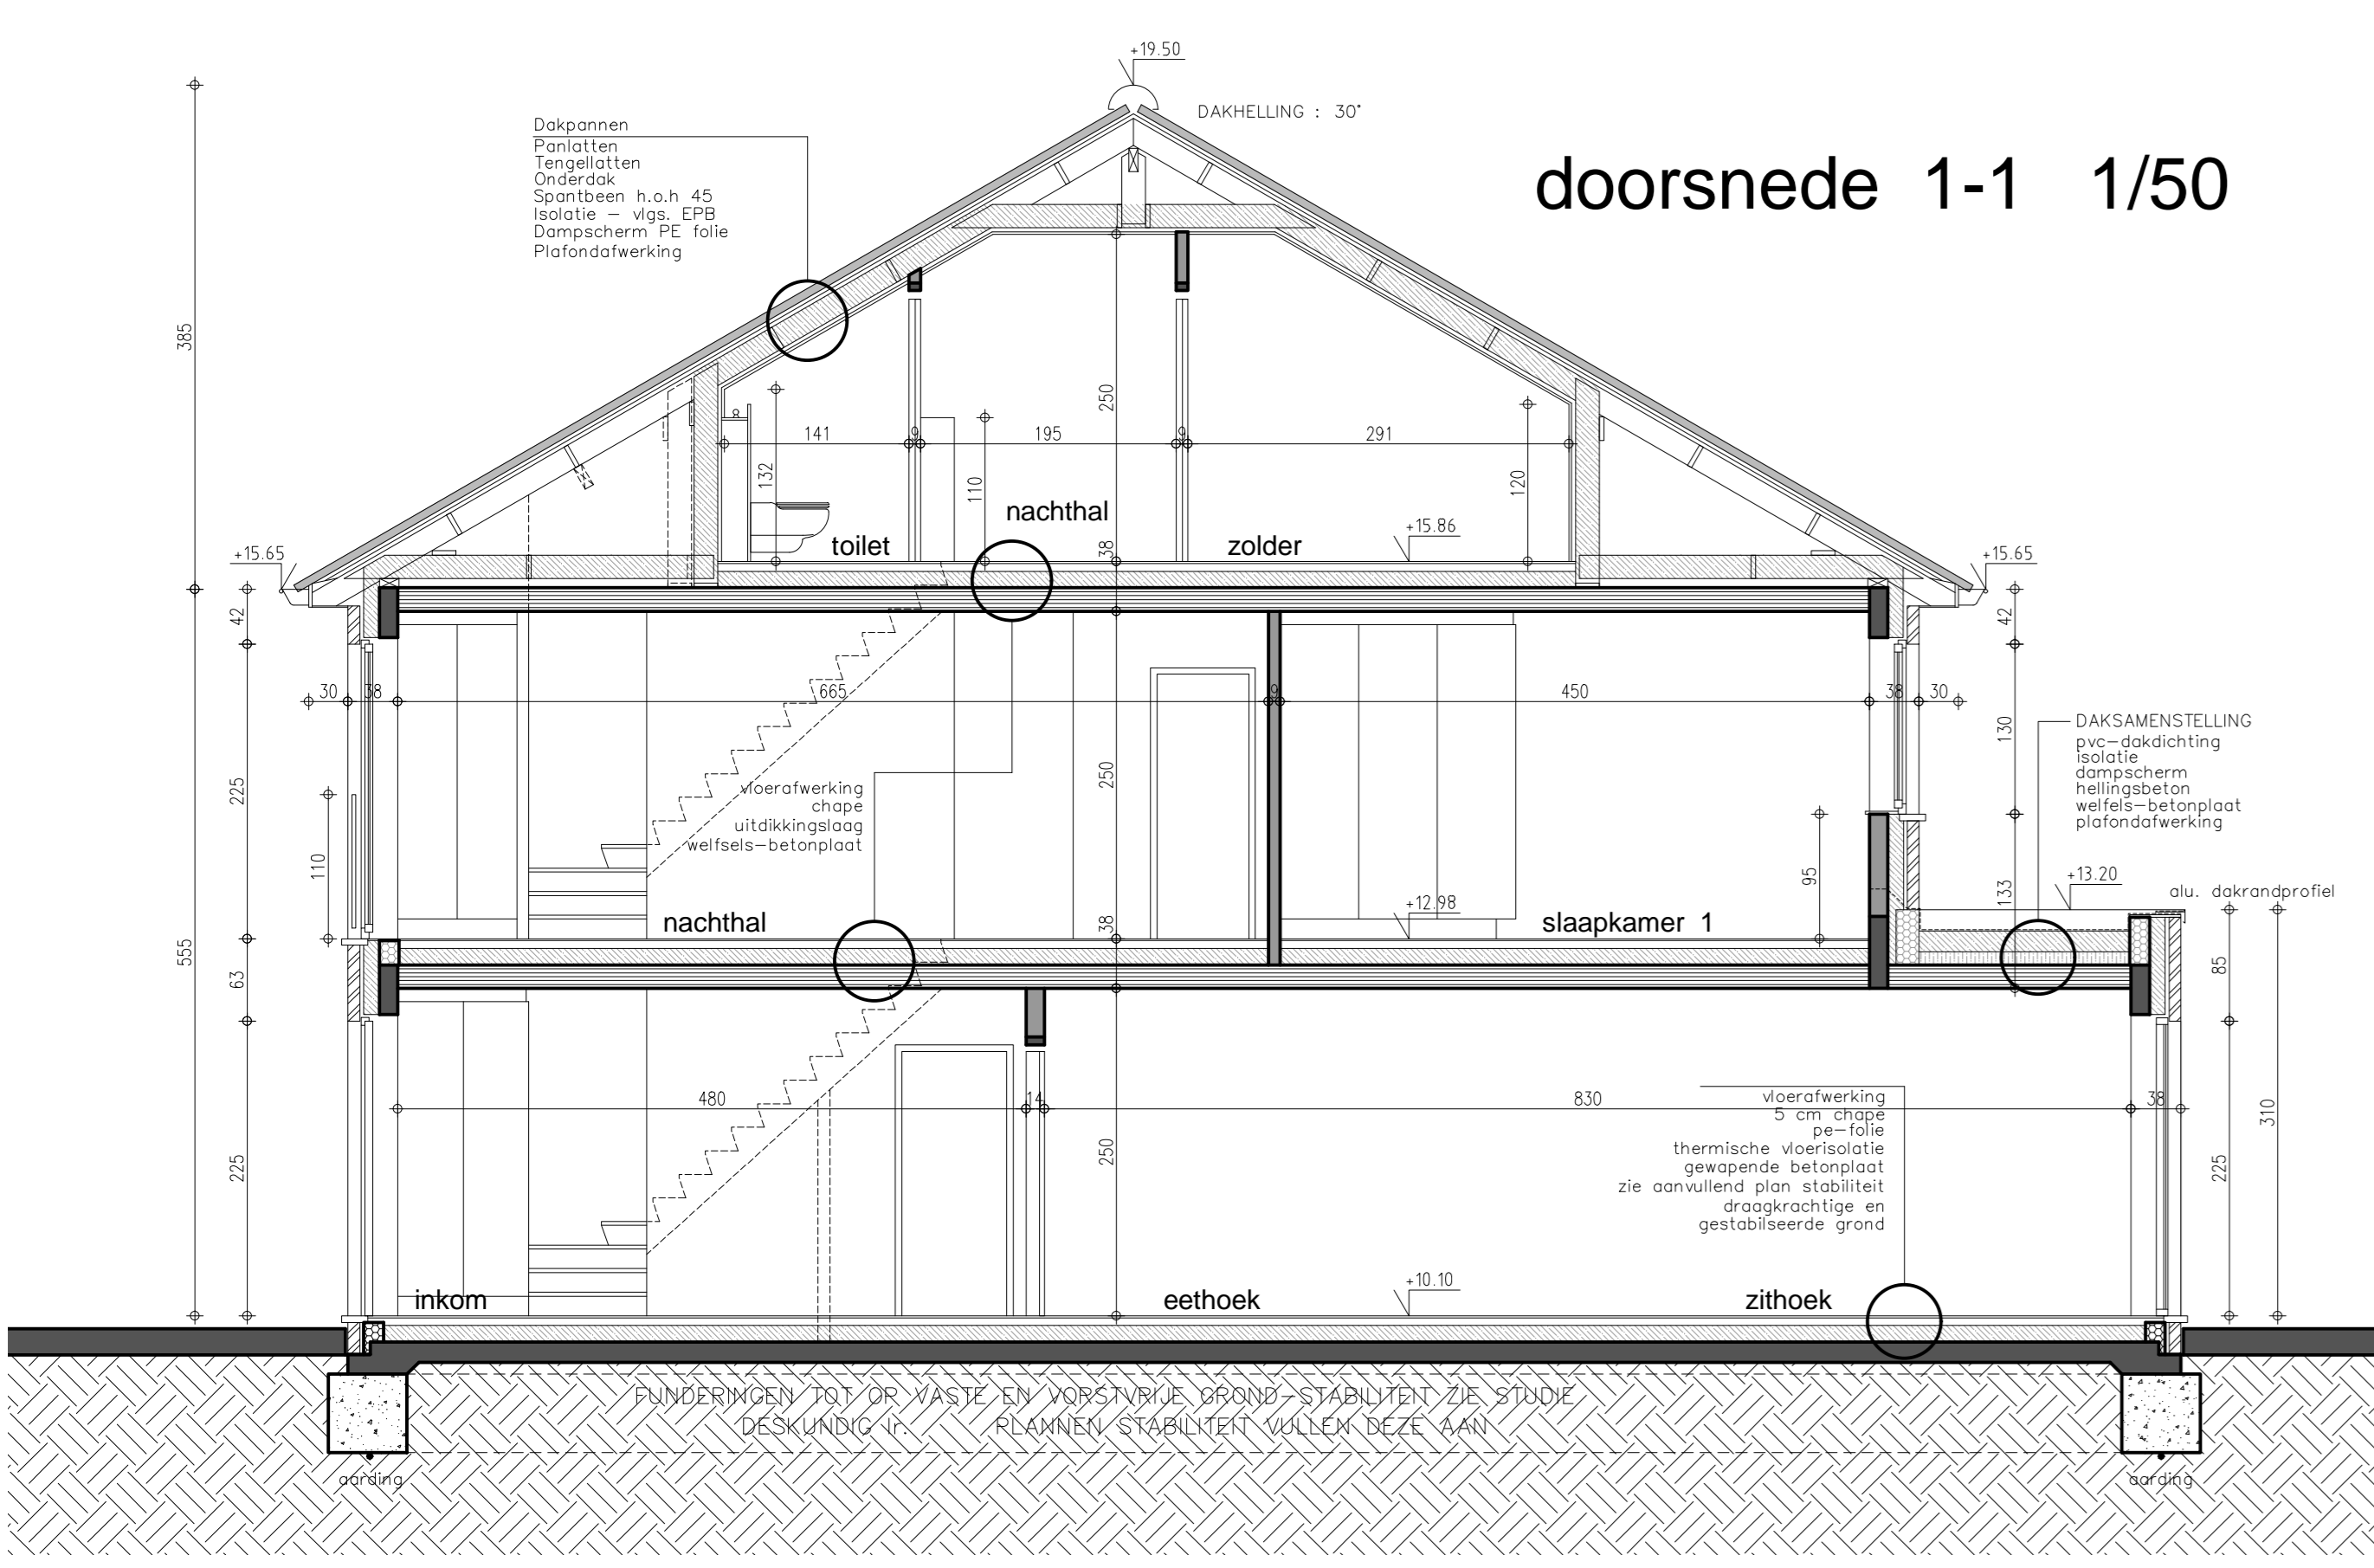 +19.50
DAKHELLING : 30°
doorsnede 1-1 1/50
Dakpannen
Panlatten
Tengellatten
Onderdak
Spantbeen h.o.h 45
Isolatie – vlgs. EPB
Dampscherm PE folie
Plafondafwerking
385
250
141
9
195
9
291
132
110
120
nachthal
toilet
38
zolder
+15.86
+15.65
+15.65
42
42
30
38
665
9
450
38
30
130
DAKSAMENSTELLING
pvc-dakdichting
isolatie
dampscherm
hellingsbeton
welfels-betonplaat
plafondafwerking
225
250
vloerafwerking
chape
uitdikkingslaag
welfsels-betonplaat
110
95
133
+13.20
alu. dakrandprofiel
nachthal
38
+12.98
slaapkamer 1
555
63
85
480
14
830
38
vloerafwerking
5 cm chape
pe-folie
thermische vloerisolatie
gewapende betonplaat
zie aanvullend plan stabiliteit
draagkrachtige en
gestabilseerde grond
225
250
225
310
inkom
eethoek
+10.10
zithoek
FUNDERINGEN TOT OP VASTE EN VORSTVRIJE GROND-STABILITEIT ZIE STUDIE
DESKUNDIG Ir. PLANNEN STABILITEIT VULLEN DEZE AAN
aarding
aarding